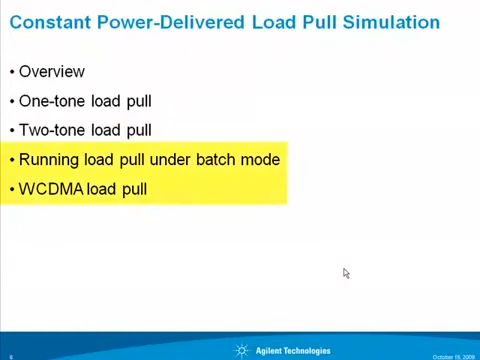 Constant Power-Delivered Load Pull Simulation
• Overview
• One-tone load pull
• Two-tone load pull
• Running load pull under batch mode
• WCDMA load pull
6
Agilent Technologies
October 16, 2009